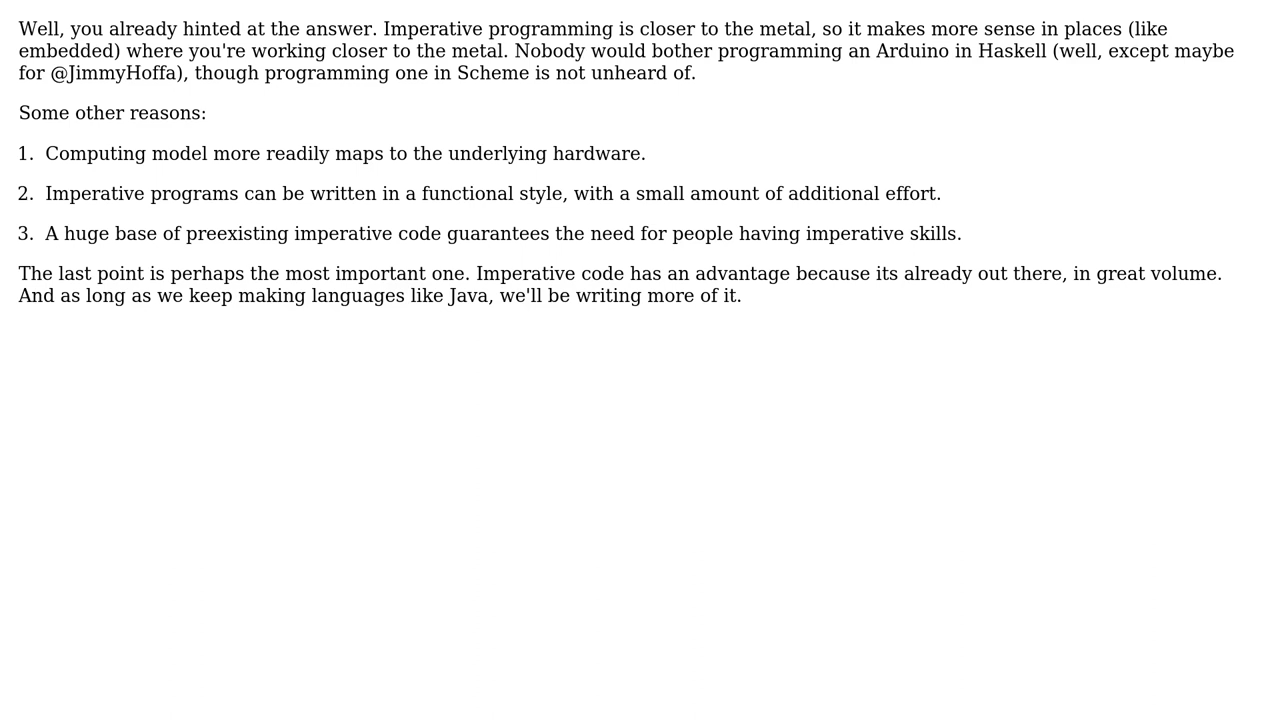 Well, you already hinted at the answer. Imperative programming is closer to the metal, so it makes more sense in places (like
embedded) where you're working closer to the metal. Nobody would bother programming an Arduino in Haskell (well, except maybe
for @JimmyHoffa), though programming one in Scheme is not unheard of.
Some other reasons:
1. Computing model more readily maps to the underlying hardware.
2. Imperative programs can be written in a functional style, with a small amount of additional effort.
3. A huge base of preexisting imperative code guarantees the need for people having imperative skills.
The last point is perhaps the most important one. Imperative code has an advantage because its already out there, in great volume.
And as long as we keep making languages like Java, we'll be writing more of it.